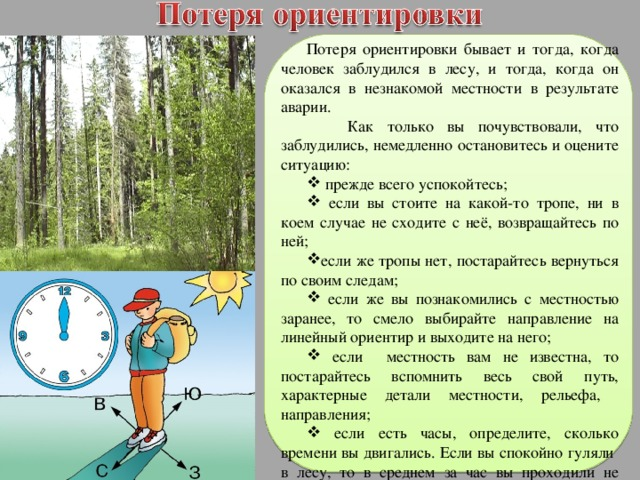 Потеря ориентировки
Потеря ориентировки бывает и тогда, когда
человек заблудился в лесу, и тогда, когда он
оказался в незнакомой местности в результате
аварии.
Как только вы почувствовали, что
заблудились, немедленно остановитесь и оцените
ситуацию:
❖ прежде всего успокойтесь;
❖ если вы стоите на какой-то тропе, ни в
коем случае не сходите с неё, возвращайтесь по
ней;
❖если же тропы нет, постарайтесь вернуться
по своим следам;
❖ если же вы познакомились с местностью
заранее, то смело выбирайте направление на
линейный ориентир и выходите на него;
❖ если местность вам не известна, то
постарайтесь вспомнить весь свой путь,
характерные детали местности, рельефа,
направления;
❖ если есть часы, определите, сколько
времени вы двигались. Если вы спокойно гуляли
в лесу, то в среднем за час вы проходили не
12
9 3
6
В Ю
С З